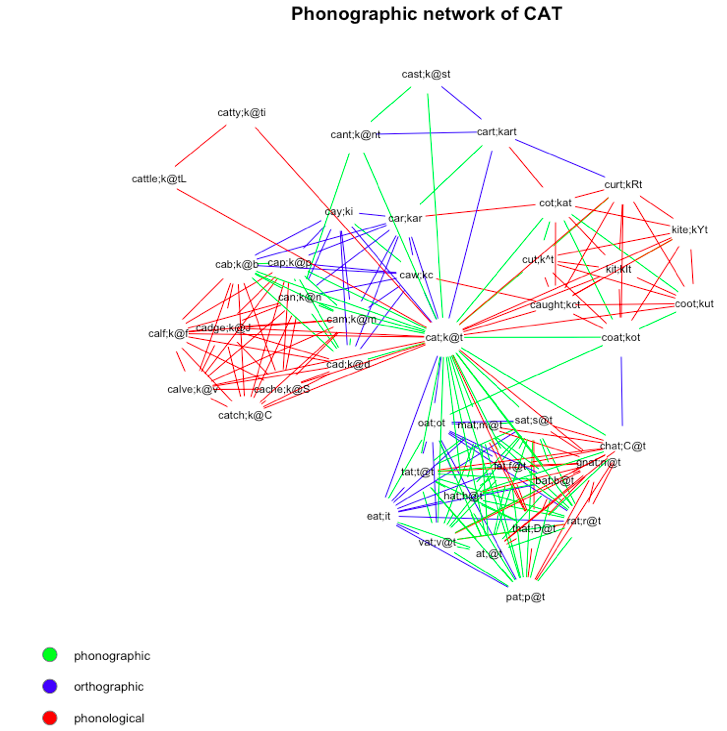 Phonographic network of CAT
cast;k@st
catty;k@ti
cant;k@nt
cart;kart
cattle;k@tL
curt;kRt
cot;kat
cay;ki
car;kar
kite;kYt
cut;k^t
cab;k@b
cap;k@p
kit;kIt
caw;kc
can;k@n
caught;kct
coot;kut
cam;k@m
cadge;k@J
calf;k@f
cat;k@t
coat;kot
cad;k@d
calve;k@v
cache;k@S
catch;k@C
oat;ot
mat;m@t
sat;s@t
chat;C@t
gnat;n@t
fat;f@t
tat;t@t
bat;b@t
hat;h@t
eat;it
rat;r@t
that;D@t
vat;v@t
at;@t
pat;p@t
phonographic
orthographic
phonological